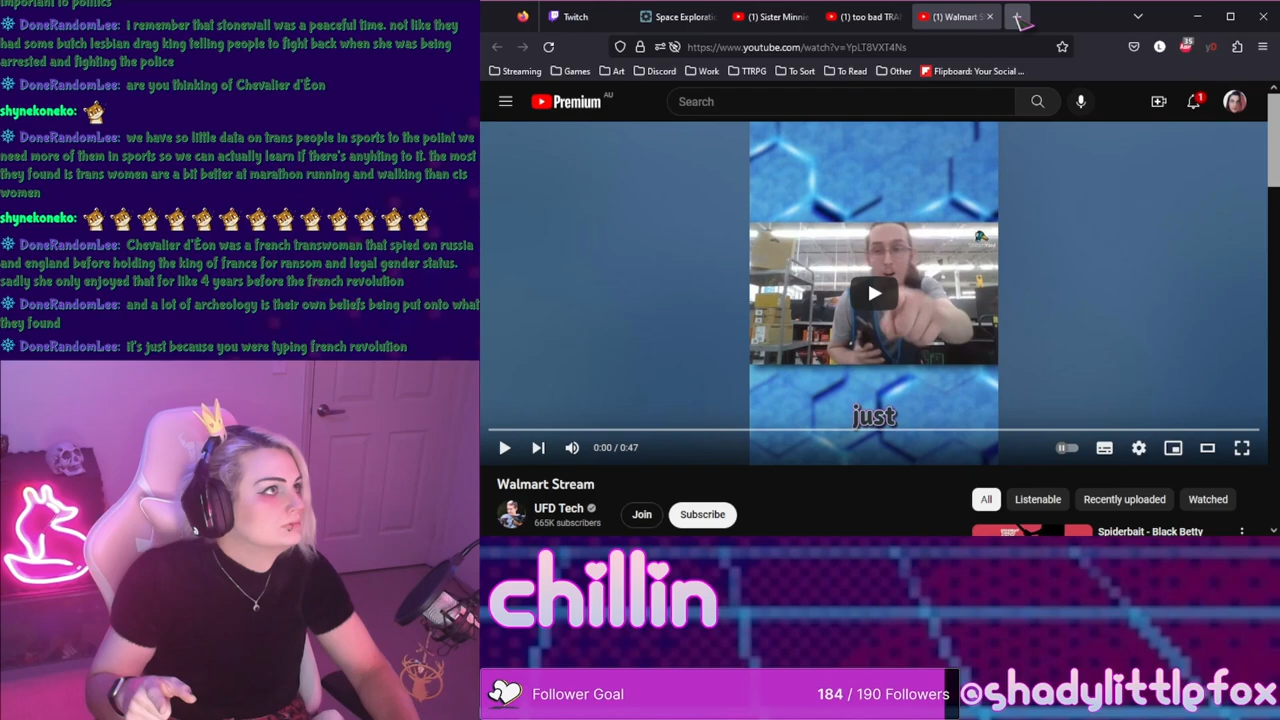 important to politics
DoneRandomLee: i remember that stonewall was a peaceful time. not like they
had some butch lesbian drag king telling people to fight back when she was being
arrested and fighting the police
DoneRandomLee: are you thinking of Chevalier d'Éon
shynekoneko:
DoneRandomLee: we have so little data on trans people in sports to the poiint we
need more of them in sports so we can actually learn if there's anyhting to it. the most
they found is trans women are a bit better at marathon running and walking than cis
women
shynekoneko:
DoneRandomLee: Chevalier d'Éon was a french transwoman that spied on russia
and england before holding the king of france for ransom and legal gender status.
sadly she only enjoyed that for like 4 years before the french revolution
DoneRandomLee: and a lot of archeology is their own beliefs being put onto what
they found
DoneRandomLee: it's just because you were typing french revolution
Twitch
Space Exploratio
(1) Sister Minnie
(1) too bad TRA
(1) Walmart S
https://www.youtube.com/watch?v=YpLT8VXT4Ns
35
Streaming
Games
Art
Discord
Work
TTRPG
To Sort
To Read
Other
Flipboard: Your Social ...
Premium AU
Search
1
just
0:00 / 0:47
Walmart Stream
UFD Tech
665K subscribers
Join
Subscribe
All
Listenable
Recently uploaded
Watched
Spiderbait - Black Betty
chillin
Follower Goal
184 / 190 Followers
@shadylittlefox